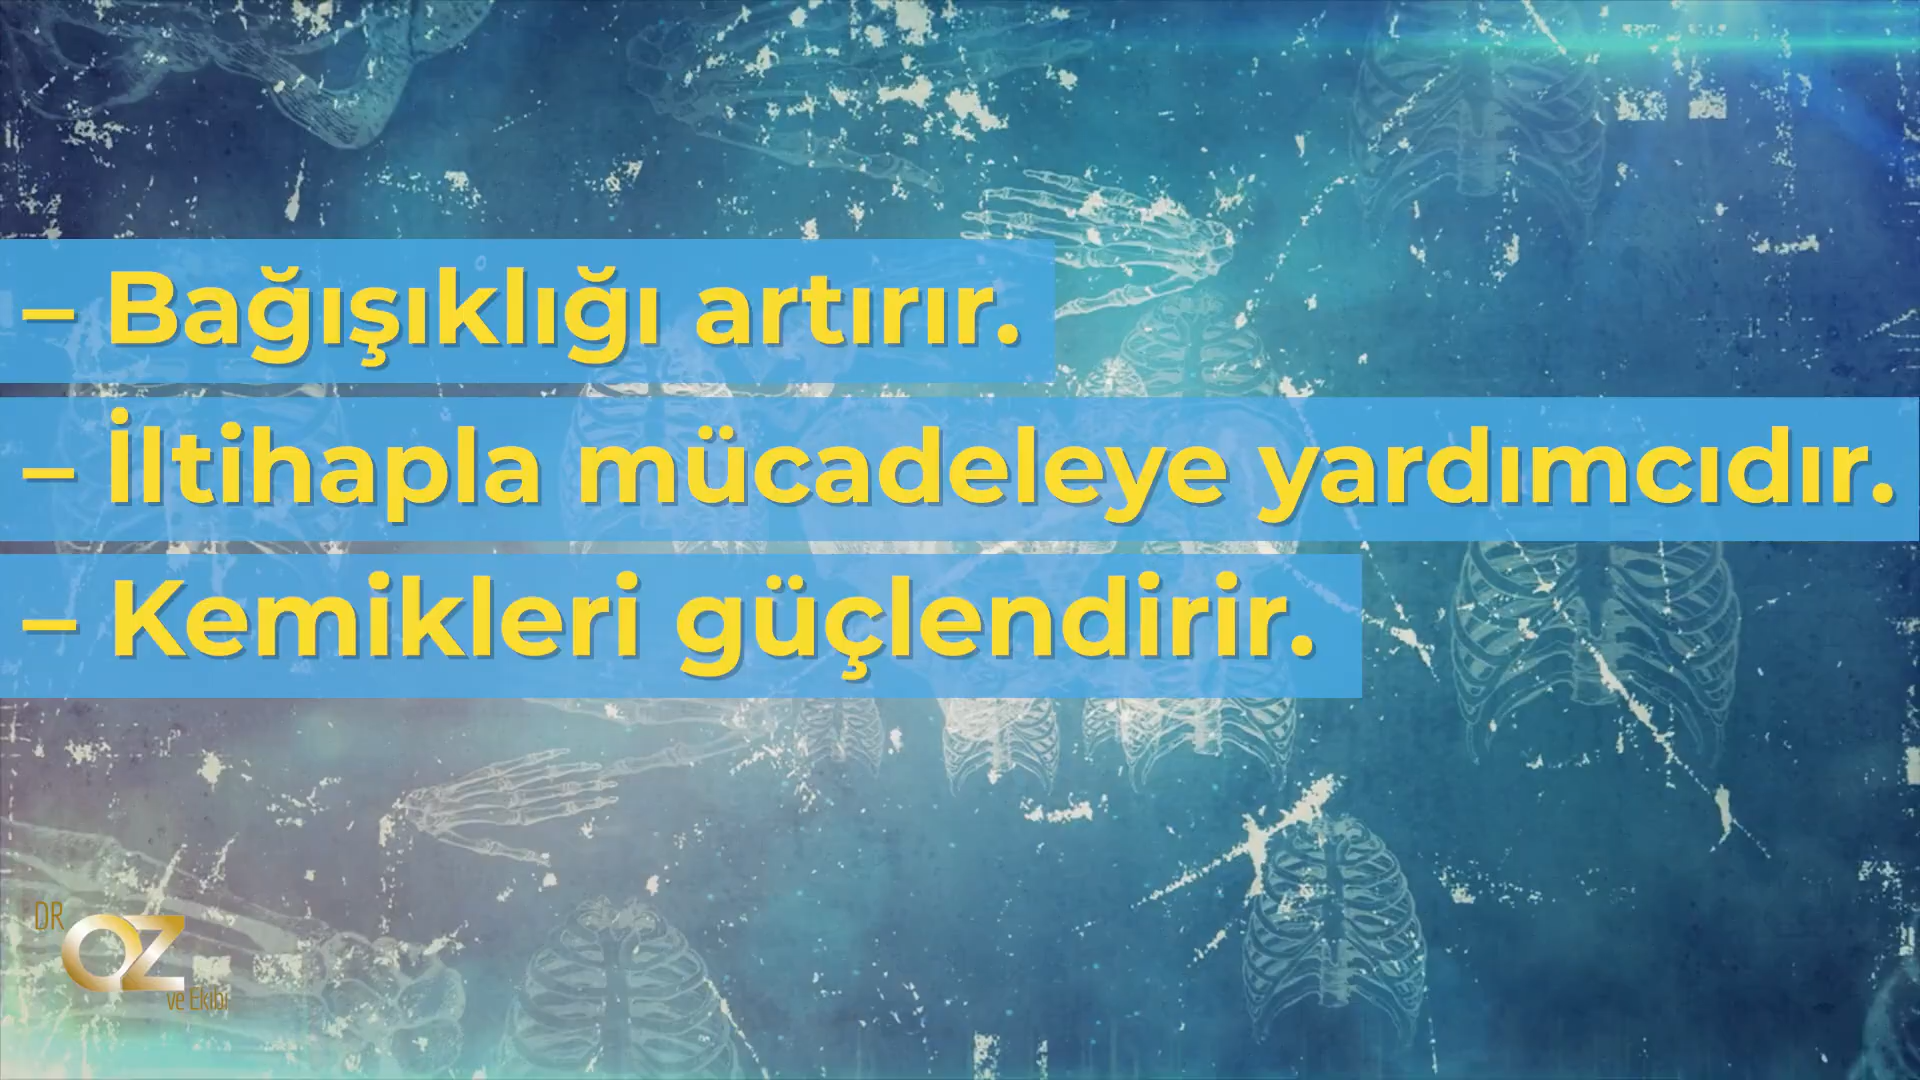 – Bağışıklığı artırır.
– İltihapla mücadeleye yardımcıdır.
– Kemikleri güçlendirir.
DR
OZ
ve Ekibi